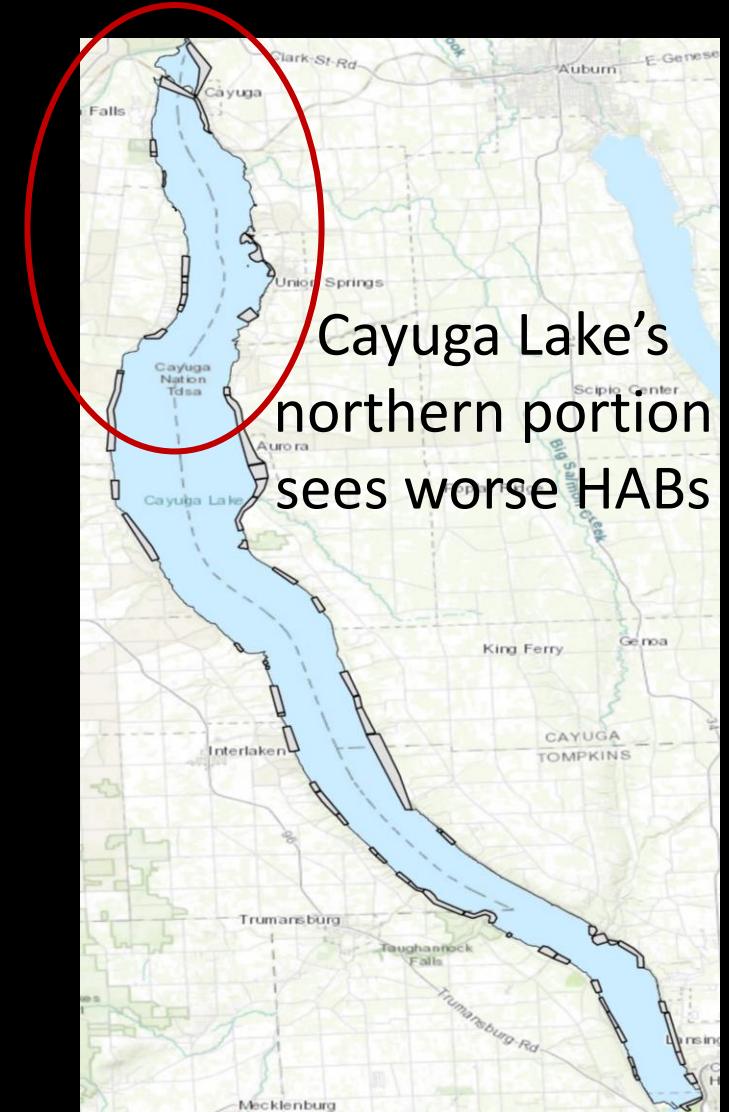 Clark-St-Rd
Auburn
E-Genese
Cayuga
Falls
Union Springs
Cayuga Lake's
northern portion
sees worse HABs
Cayuga
Nation
Tdsa
Scipio Center
Aurora
Big Salmon Creek
Cayuga Lake
King Ferry
Genoa
34
CAYUGA
TOMPKINS
Interlaken
96
Trumansburg
Taughannock
Falls
Trumansburg-Rd
Lansing
Mecklenburg